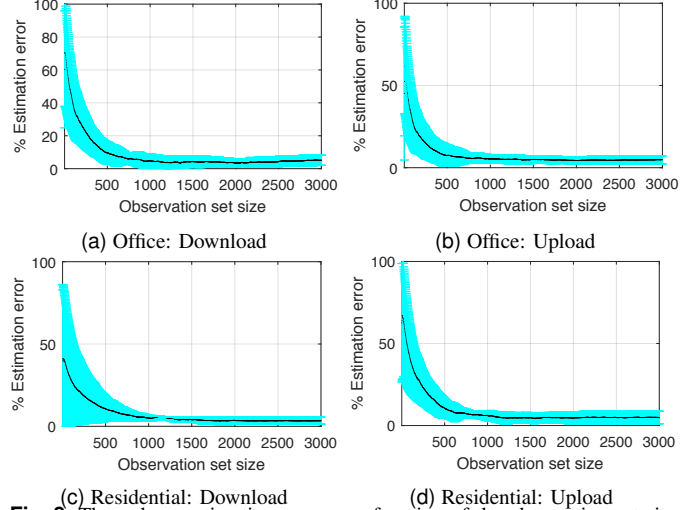 100
80
60
40
20
0
% Estimation error
500 1000 1500 2000 2500 3000
Observation set size
(a) Office: Download
100
50
0
% Estimation error
500 1000 1500 2000 2500 3000
Observation set size
(b) Office: Upload
100
50
0
% Estimation error
500 1000 1500 2000 2500 3000
Observation set size
(c) Residential: Download
100
50
0
% Estimation error
500 1000 1500 2000 2500 3000
Observation set size
(d) Residential: Upload